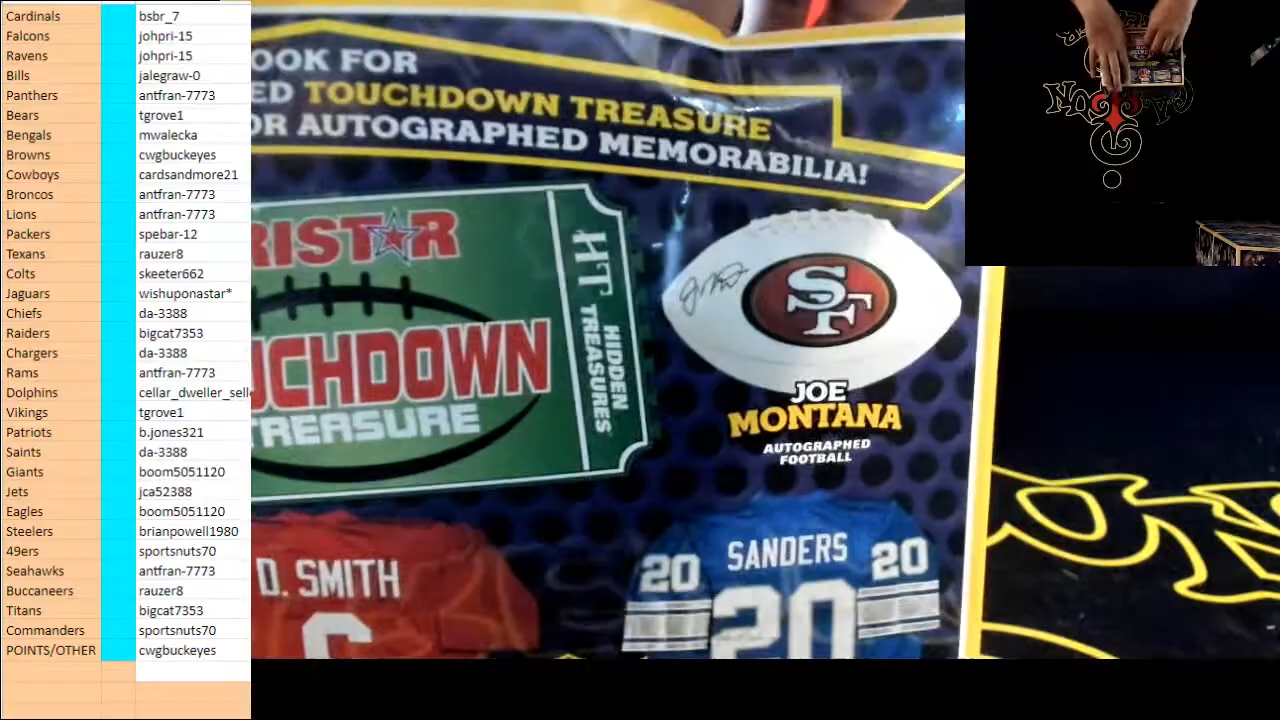 Cardinals bsbr_7
Falcons johpri-15
Ravens johpri-15
Bills jalegraw-0
Panthers antfran-7773
Bears tgrove1
Bengals mwalecka
Browns cwgbuckeyes
Cowboys cardsandmore21
Broncos antfran-7773
Lions antfran-7773
Packers spebar-12
Texans rauzer8
Colts skeeter662
Jaguars wishuponastar*
Chiefs da-3388
Raiders bigcat7353
Chargers da-3388
Rams antfran-7773
Dolphins cellar_dweller_selle
Vikings tgrove1
Patriots b.jones321
Saints da-3388
Giants boom5051120
Jets jca52388
Eagles boom5051120
Steelers brianpowell1980
49ers sportsnuts70
Seahawks antfran-7773
Buccaneers rauzer8
Titans bigcat7353
Commanders sportsnuts70
POINTS/OTHER cwgbuckeyes
OOK FOR
ED TOUCHDOWN TREASURE
OR AUTOGRAPHED MEMORABILIA!
RISTAR
UCHDOWN
TREASURE
HT HIDDEN
TREASURES
SF
JOE
MONTANA
AUTOGRAPHED
FOOTBALL
D. SMITH
6
SANDERS
20 20
20